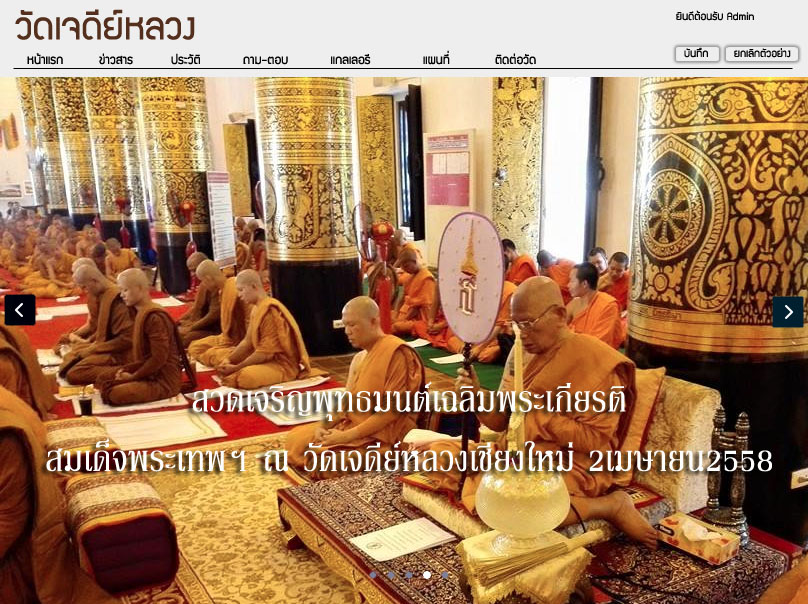 วัดเจดีย์หลวง
ยินดีต้อนรับ Admin
หน้าแรก ข่าวสาร ประวัติ ถาม-ตอบ แกลเลอรี แผนที่ ติดต่อวัด
บันทึก ยกเลิกตัวอย่าง
สวดเจริญพุทธมนต์เฉลิมพระเกียรติ
สมเด็จพระเทพฯ ณ วัดเจดีย์หลวงเชียงใหม่ 2เมษายน2558